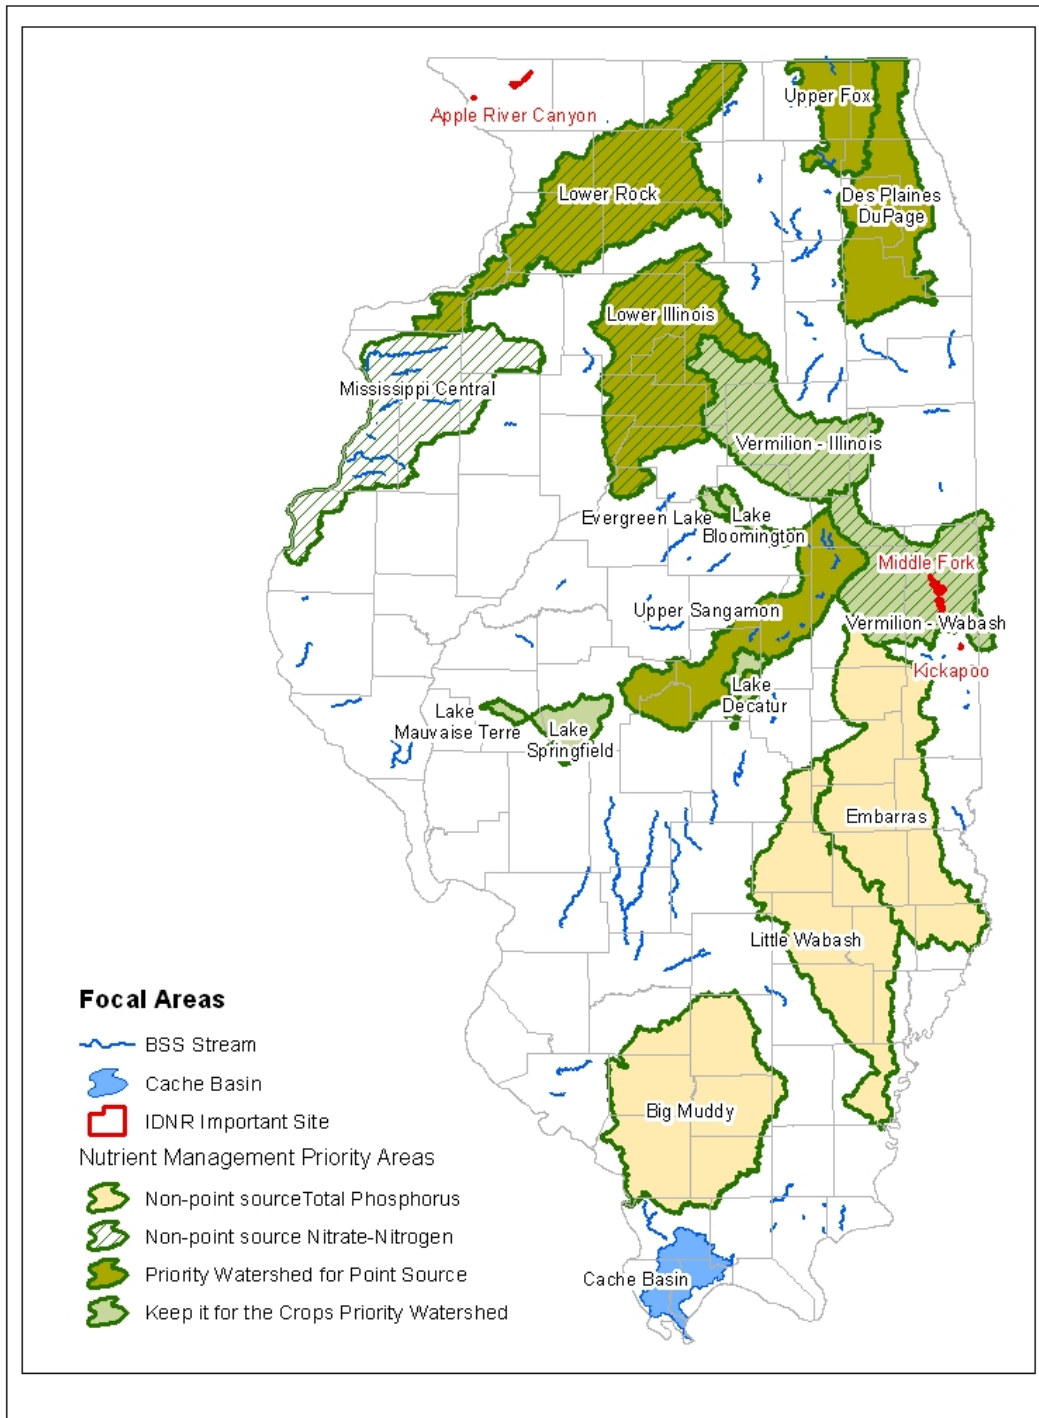 Upper Fox
Apple River Canyon
Lower Rock
Des Plaines
DuPage
Lower Illinois
Mississippi Central
Vermilion - Illinois
Evergreen Lake
Lake
Bloomington
Middle Fork
Upper Sangamon
Vermilion - Wabash
Kickapoo
Lake
Decatur
Lake
Mauvaise Terre
Lake
Springfield
Embarras
Little Wabash
Focal Areas
BSS Stream
Cache Basin
IDNR Important Site
Nutrient Management Priority Areas
Non-point sourceTotal Phosphorus
Non-point source Nitrate-Nitrogen
Priority Watershed for Point Source
Keep it for the Crops Priority Watershed
Big Muddy
Cache Basin